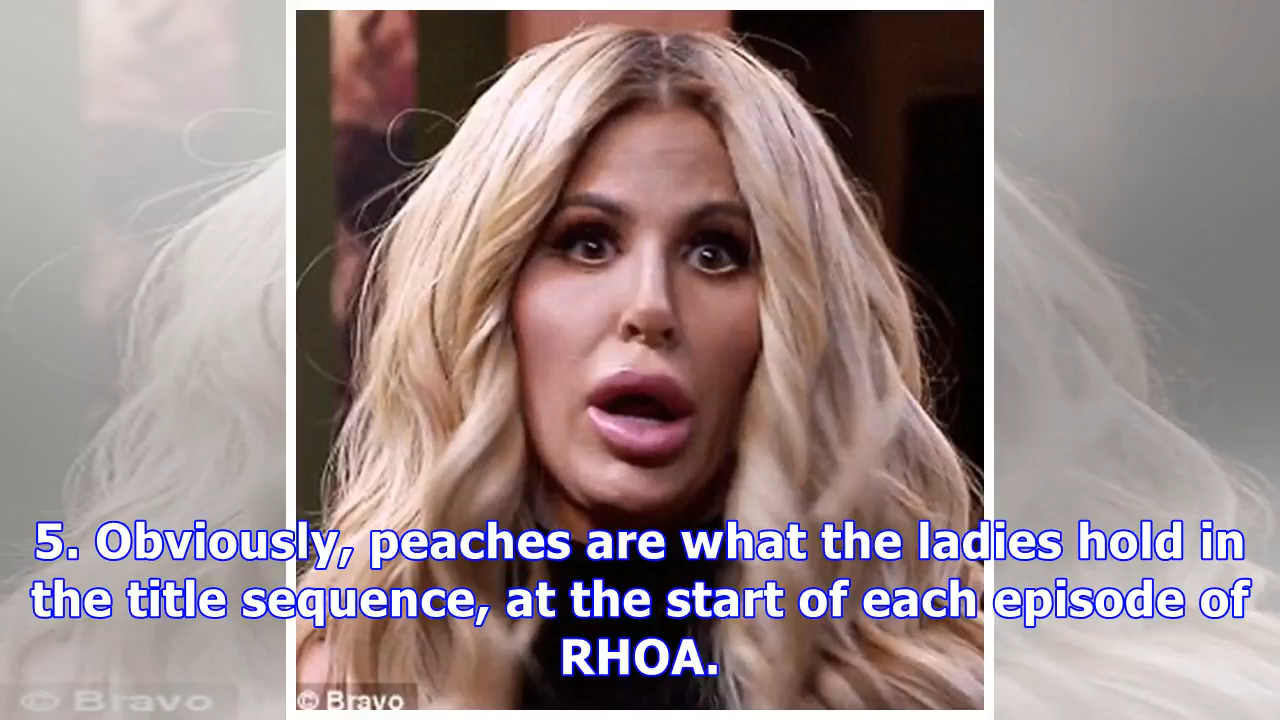 5. Obviously, peaches are what the ladies hold in
the title sequence, at the start of each episode of
RHOA.
© Bravo
© Bravo